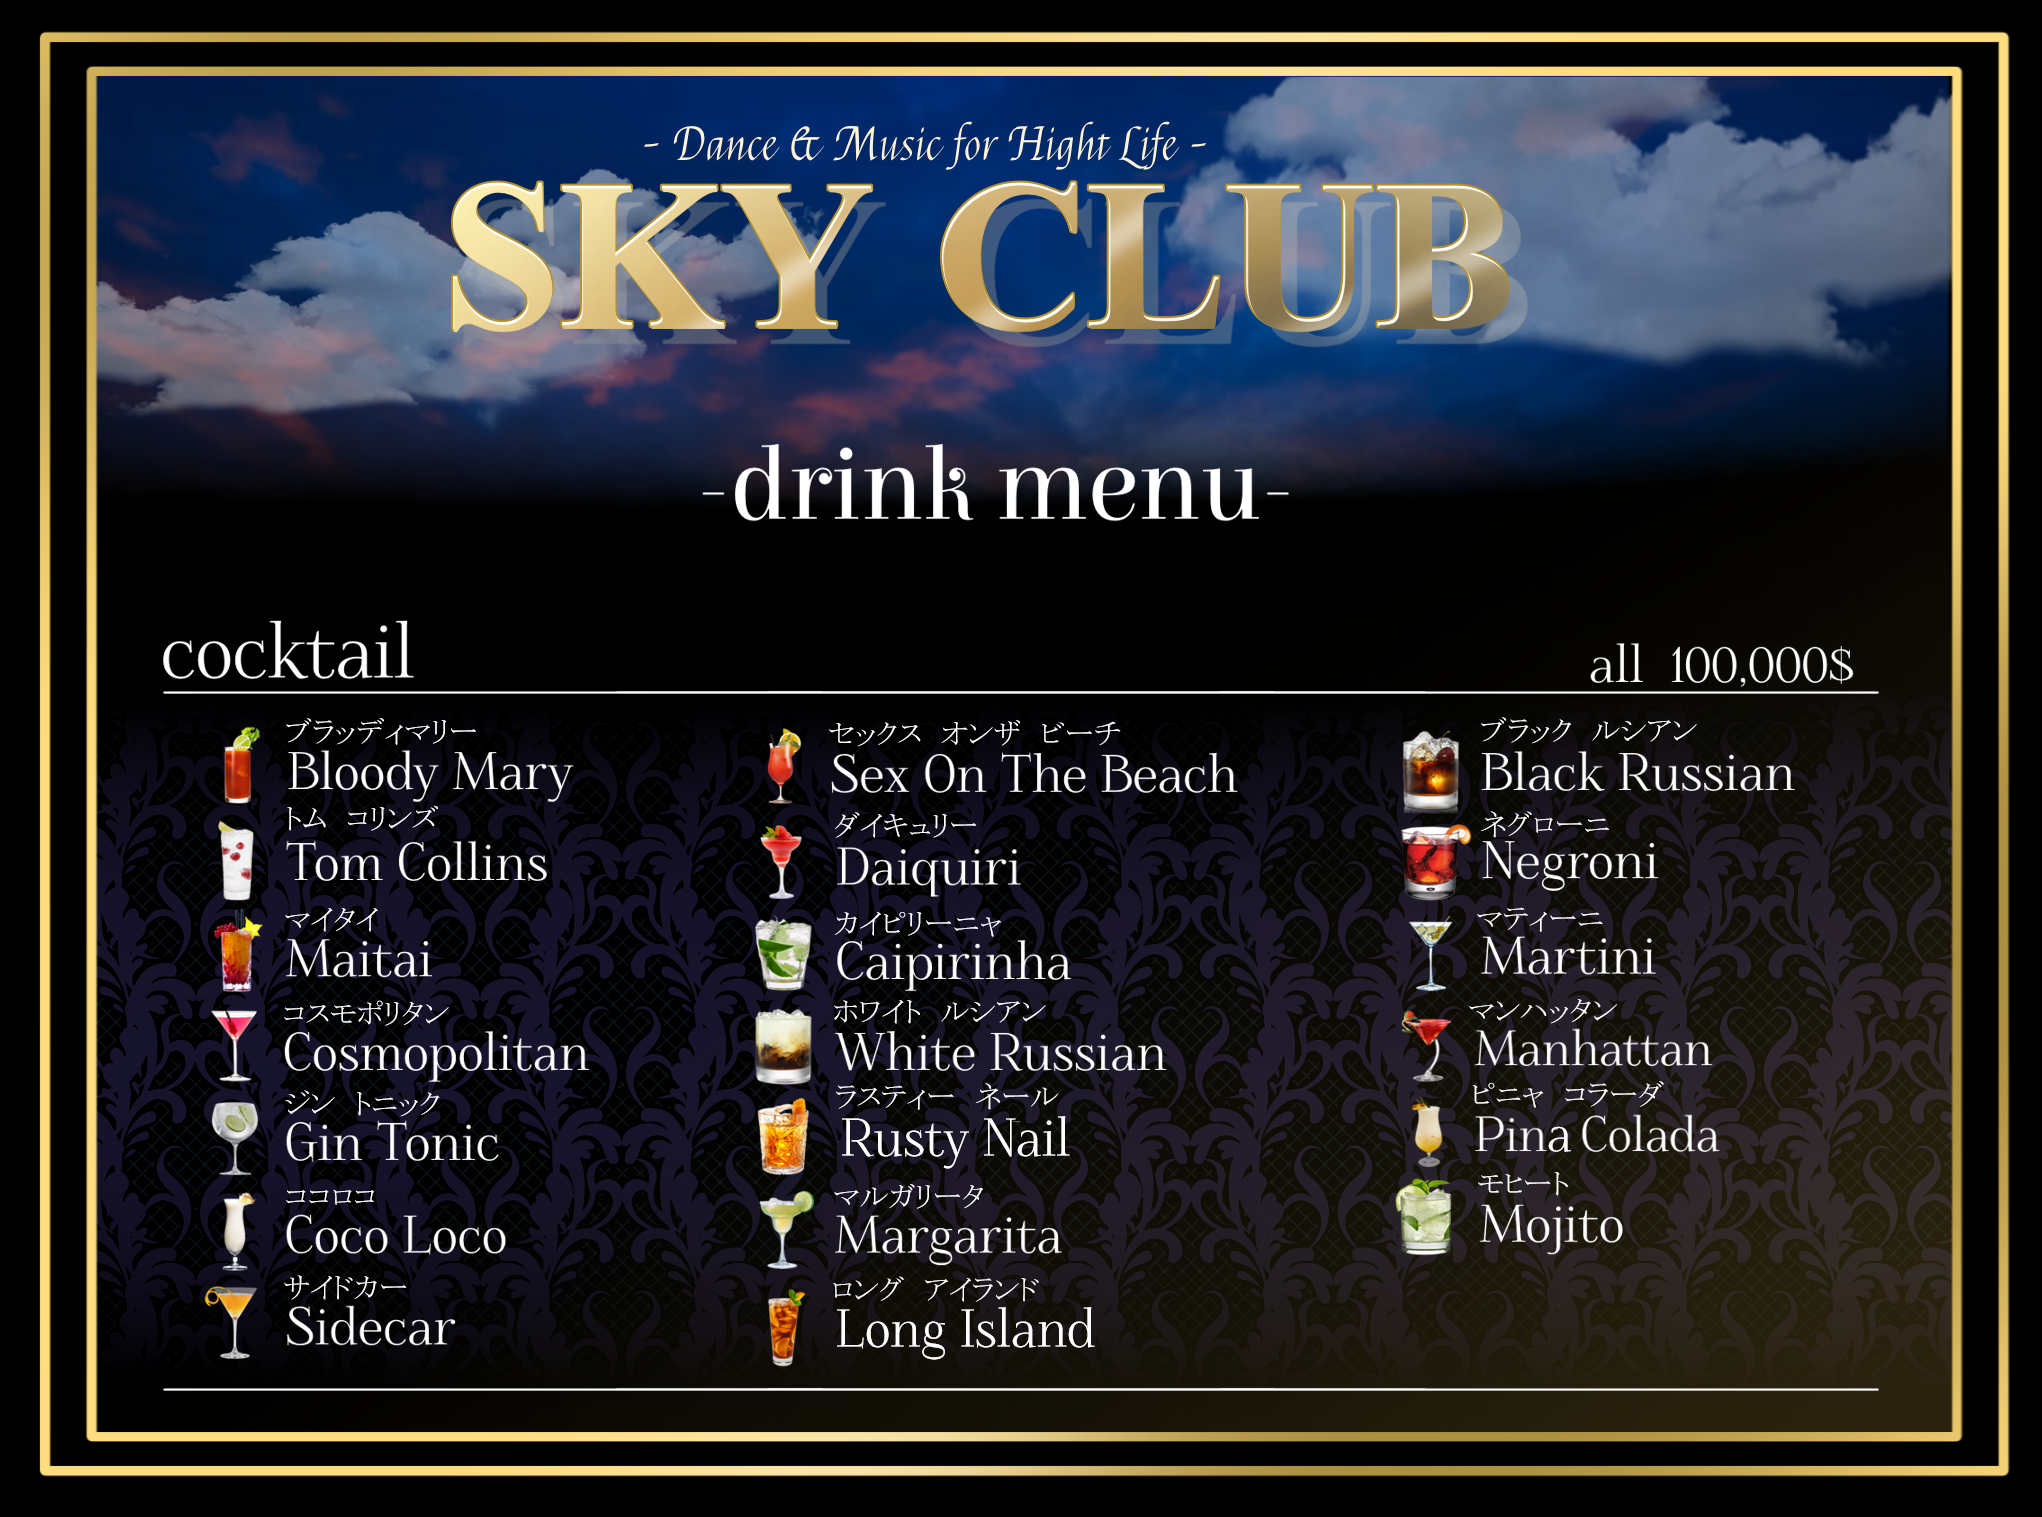 - Dance & Music for Hight Life -
SKY CLUB
-drink menu-
cocktail
all 100,000$
ブラッディマリー
Bloody Mary
トム コリンズ
Tom Collins
マイタイ
Maitai
コスモポリタン
Cosmopolitan
ジン トニック
Gin Tonic
ココロコ
Coco Loco
サイドカー
Sidecar
セックス オンザ ビーチ
Sex On The Beach
ダイキュリー
Daiquiri
カイピリーニャ
Caipirinha
ホワイト ルシアン
White Russian
ラスティー ネール
Rusty Nail
マルガリータ
Margarita
ロング アイランド
Long Island
ブラック ルシアン
Black Russian
ネグローニ
Negroni
マティーニ
Martini
マンハッタン
Manhattan
ピニャ コラーダ
Pina Colada
モヒート
Mojito